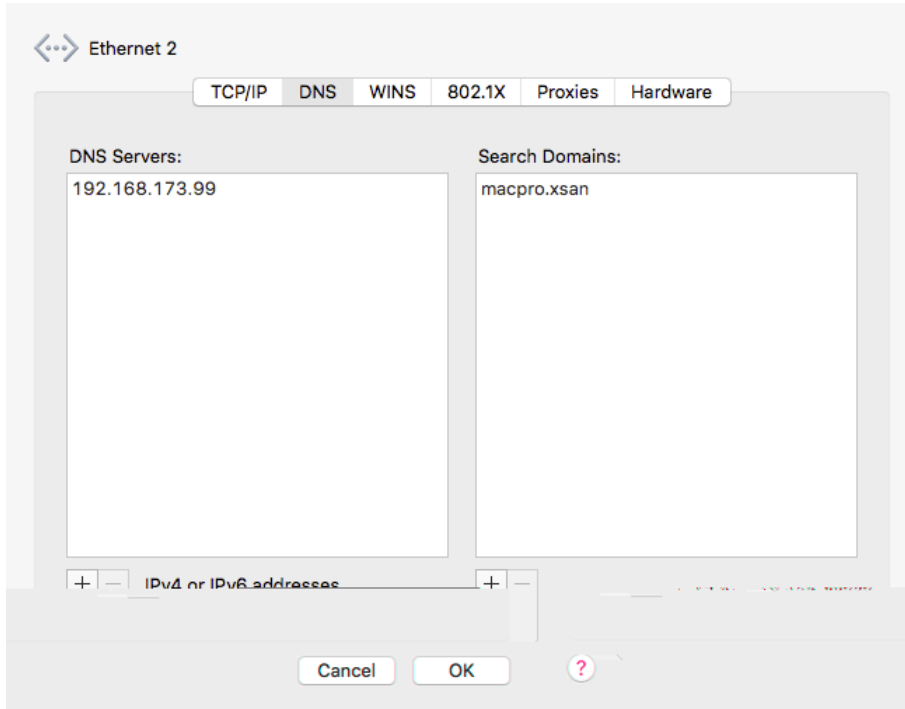 Ethernet 2
TCP/IP DNS WINS 802.1X Proxies Hardware
DNS Servers: Search Domains:
192.168.173.99 macpro.xsan
+ − IPv4 or IPv6 addresses + −
Cancel OK ?